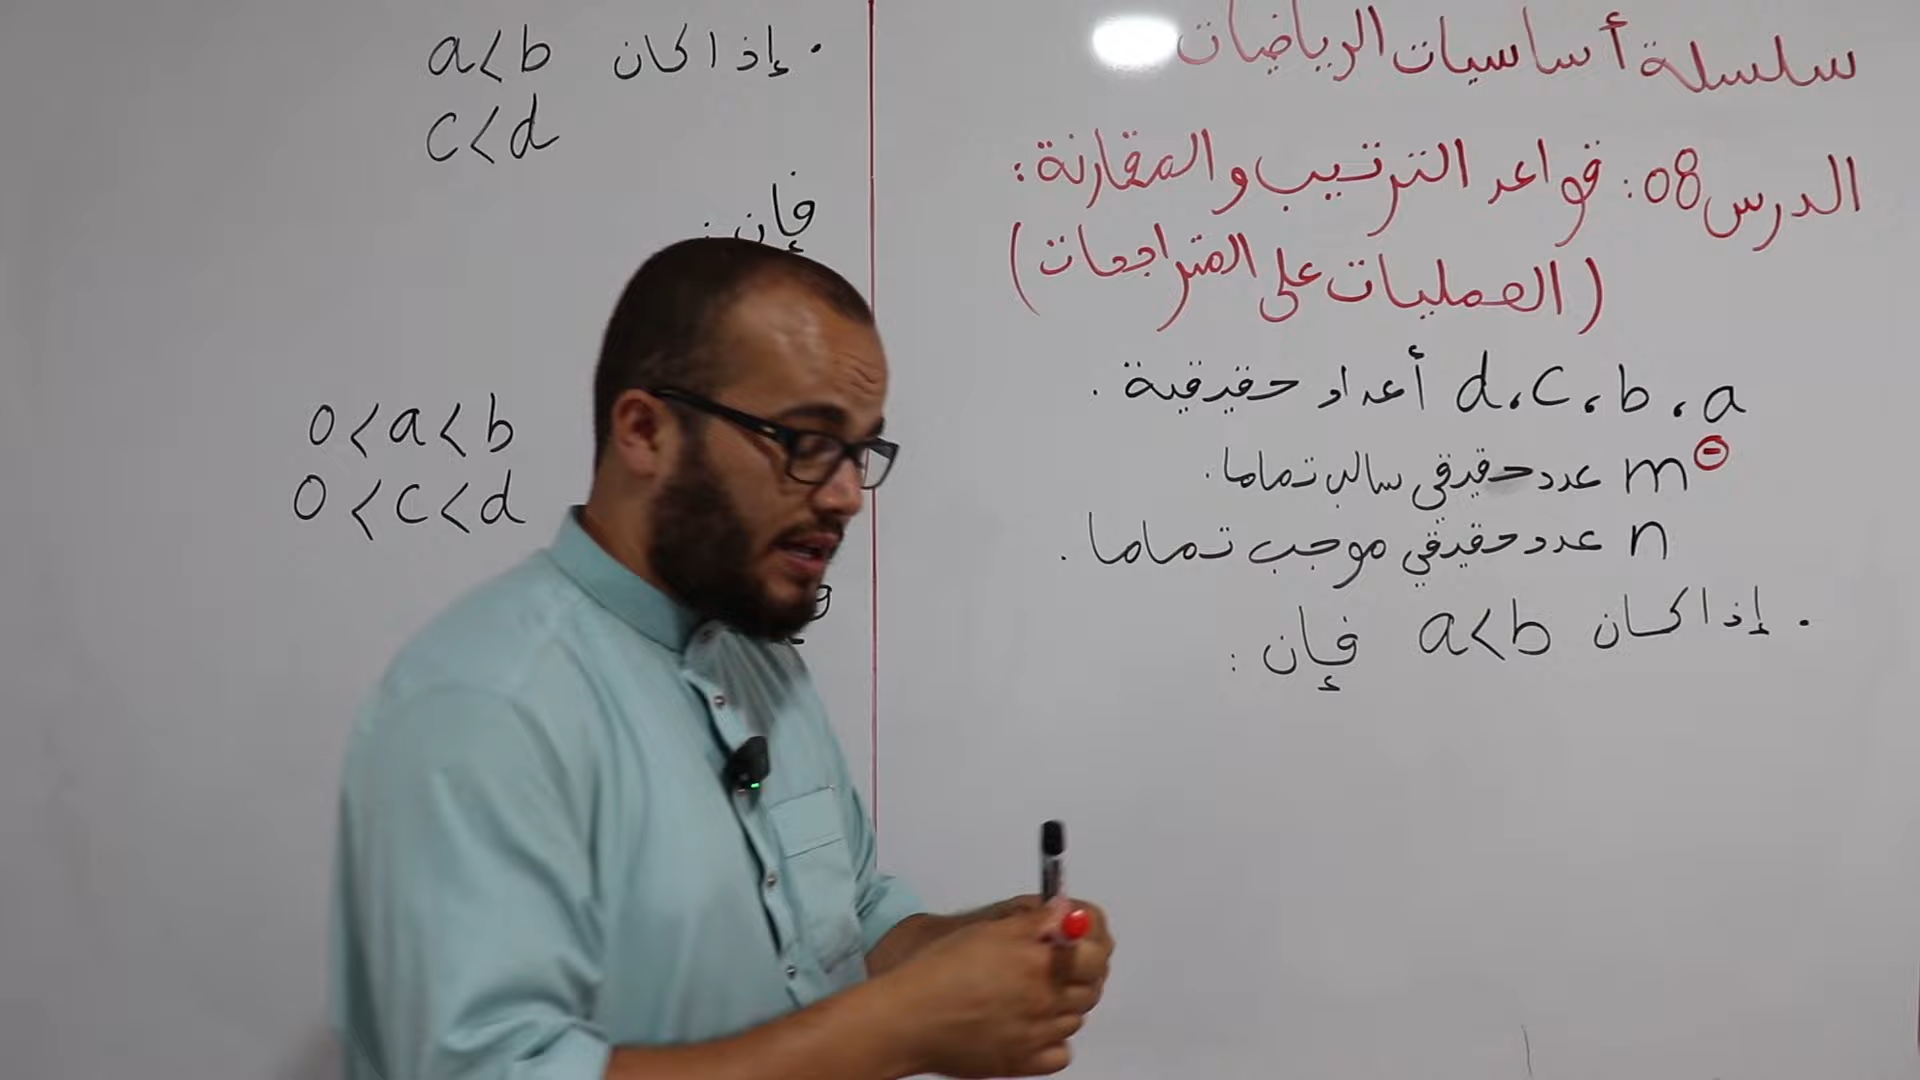 سلسلة أساسيات الرياضيات
الدرس 08: قواعد الترتيب والمقارنة:
(العمليات على المتراجحات)
a، b، c، d أعداد حقيقية.
m⊖ عدد حقيقي سالب تماما.
n عدد حقيقي موجب تماما.
. إذا كان a<b فإن:
. إذا كان a<b
c<d
فإن:
0<a<b
0<c<d